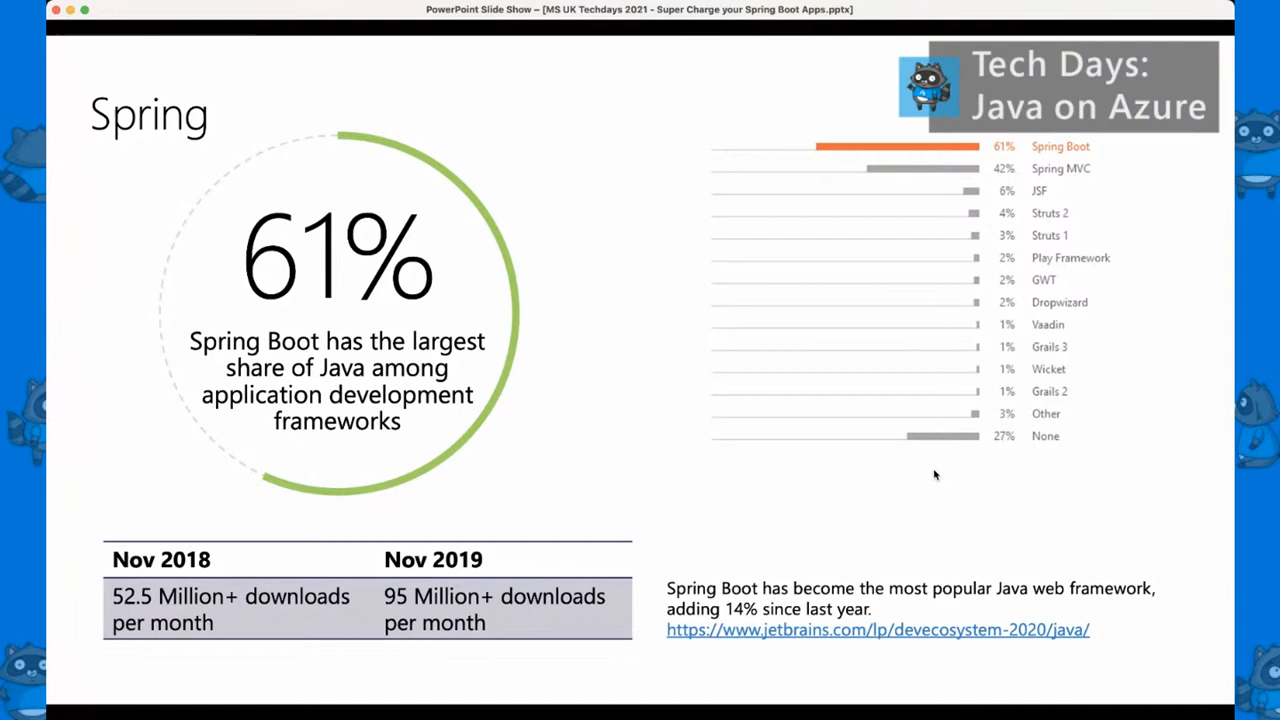 PowerPoint Slide Show – [MS UK Techdays 2021 - Super Charge your Spring Boot Apps.pptx]
Tech Days:
Java on Azure
Spring
61%
Spring Boot has the largest
share of Java among
application development
frameworks
61% Spring Boot
42% Spring MVC
6% JSF
4% Struts 2
3% Struts 1
2% Play Framework
2% GWT
2% Dropwizard
1% Vaadin
1% Grails 3
1% Wicket
1% Grails 2
3% Other
27% None
Nov 2018 Nov 2019
52.5 Million+ downloads 95 Million+ downloads
per month per month
Spring Boot has become the most popular Java web framework,
adding 14% since last year.
https://www.jetbrains.com/lp/devecosystem-2020/java/